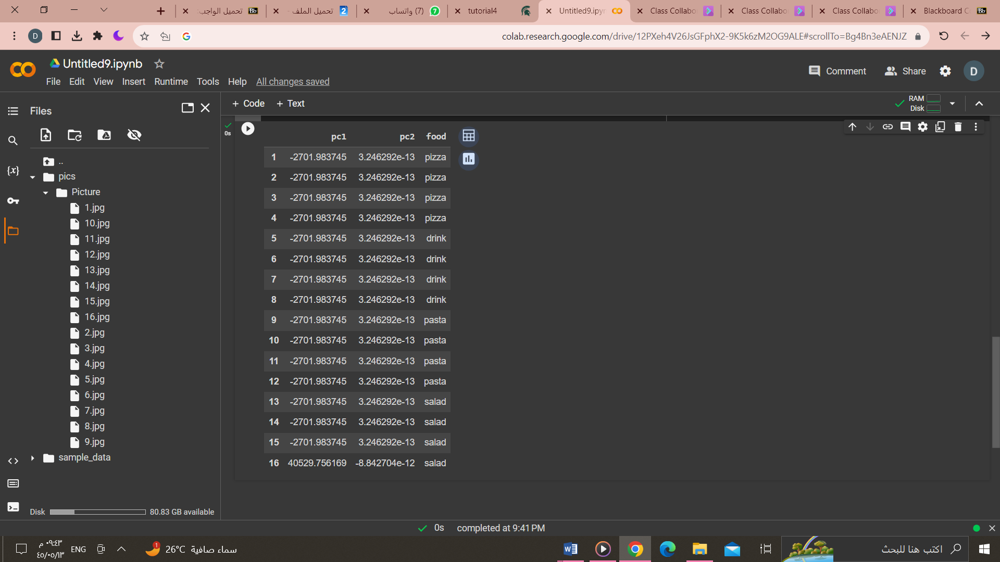 تحميل الواجب:
تحميل الملف -
(7) واتساب
tutorial4
Untitled9.ipyn
Class Collabo
Class Collabo
Class Collabo
Blackboard C
colab.research.google.com/drive/12PXeh4V26JsGFphX2-9K5k6zM2OG9ALE#scrollTo=Bg4Bn3eAENJZ
D
Untitled9.ipynb
File Edit View Insert Runtime Tools Help All changes saved
Comment
Share
D
Files
+ Code + Text
RAM
Disk
..
pics
Picture
1.jpg
10.jpg
11.jpg
12.jpg
13.jpg
14.jpg
15.jpg
16.jpg
2.jpg
3.jpg
4.jpg
5.jpg
6.jpg
7.jpg
8.jpg
9.jpg
sample_data
Disk 80.83 GB available
0s
pc1 pc2 food
1 -2701.983745 3.246292e-13 pizza
2 -2701.983745 3.246292e-13 pizza
3 -2701.983745 3.246292e-13 pizza
4 -2701.983745 3.246292e-13 pizza
5 -2701.983745 3.246292e-13 drink
6 -2701.983745 3.246292e-13 drink
7 -2701.983745 3.246292e-13 drink
8 -2701.983745 3.246292e-13 drink
9 -2701.983745 3.246292e-13 pasta
10 -2701.983745 3.246292e-13 pasta
11 -2701.983745 3.246292e-13 pasta
12 -2701.983745 3.246292e-13 pasta
13 -2701.983745 3.246292e-13 salad
14 -2701.983745 3.246292e-13 salad
15 -2701.983745 3.246292e-13 salad
16 40529.756169 -8.842704e-12 salad
0s completed at 9:41 PM
٠٩:٤٣ م
٤٥/٠٥/١٣
ENG
1
26°C سماء صافية
اكتب هنا للبحث